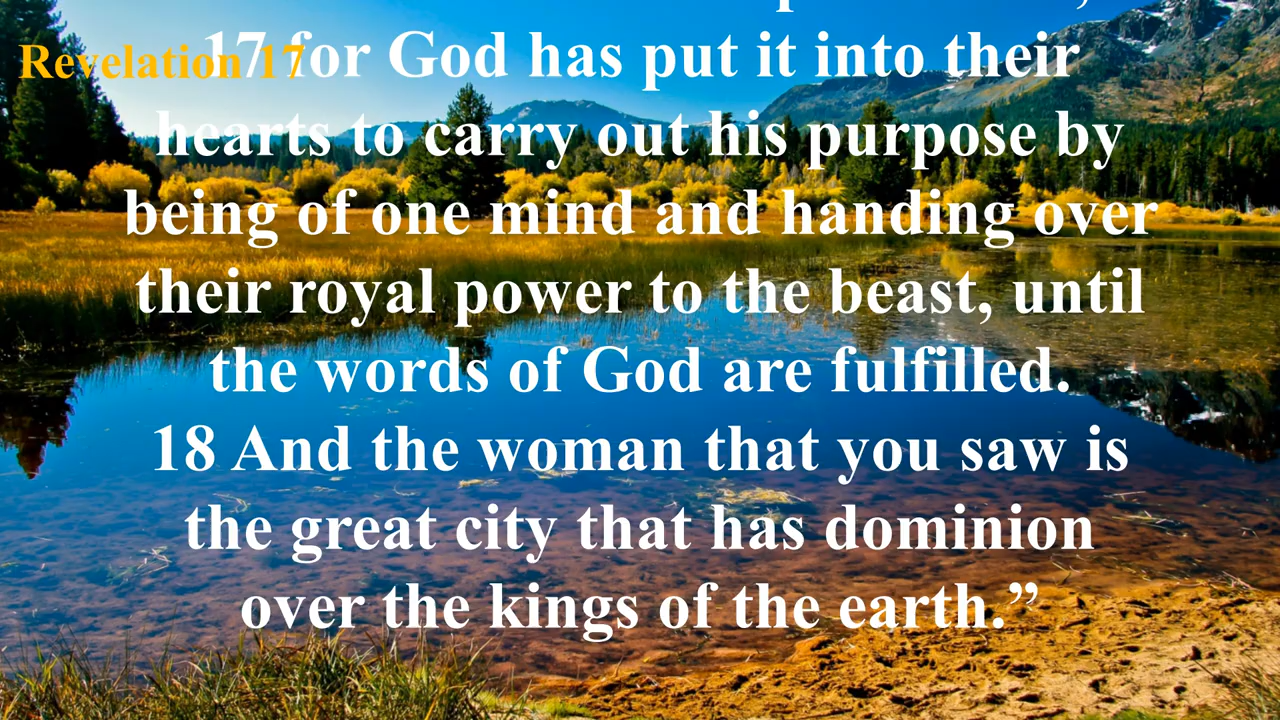 Revelation 17
17 for God has put it into their
hearts to carry out his purpose by
being of one mind and handing over
their royal power to the beast, until
the words of God are fulfilled.
18 And the woman that you saw is
the great city that has dominion
over the kings of the earth.”